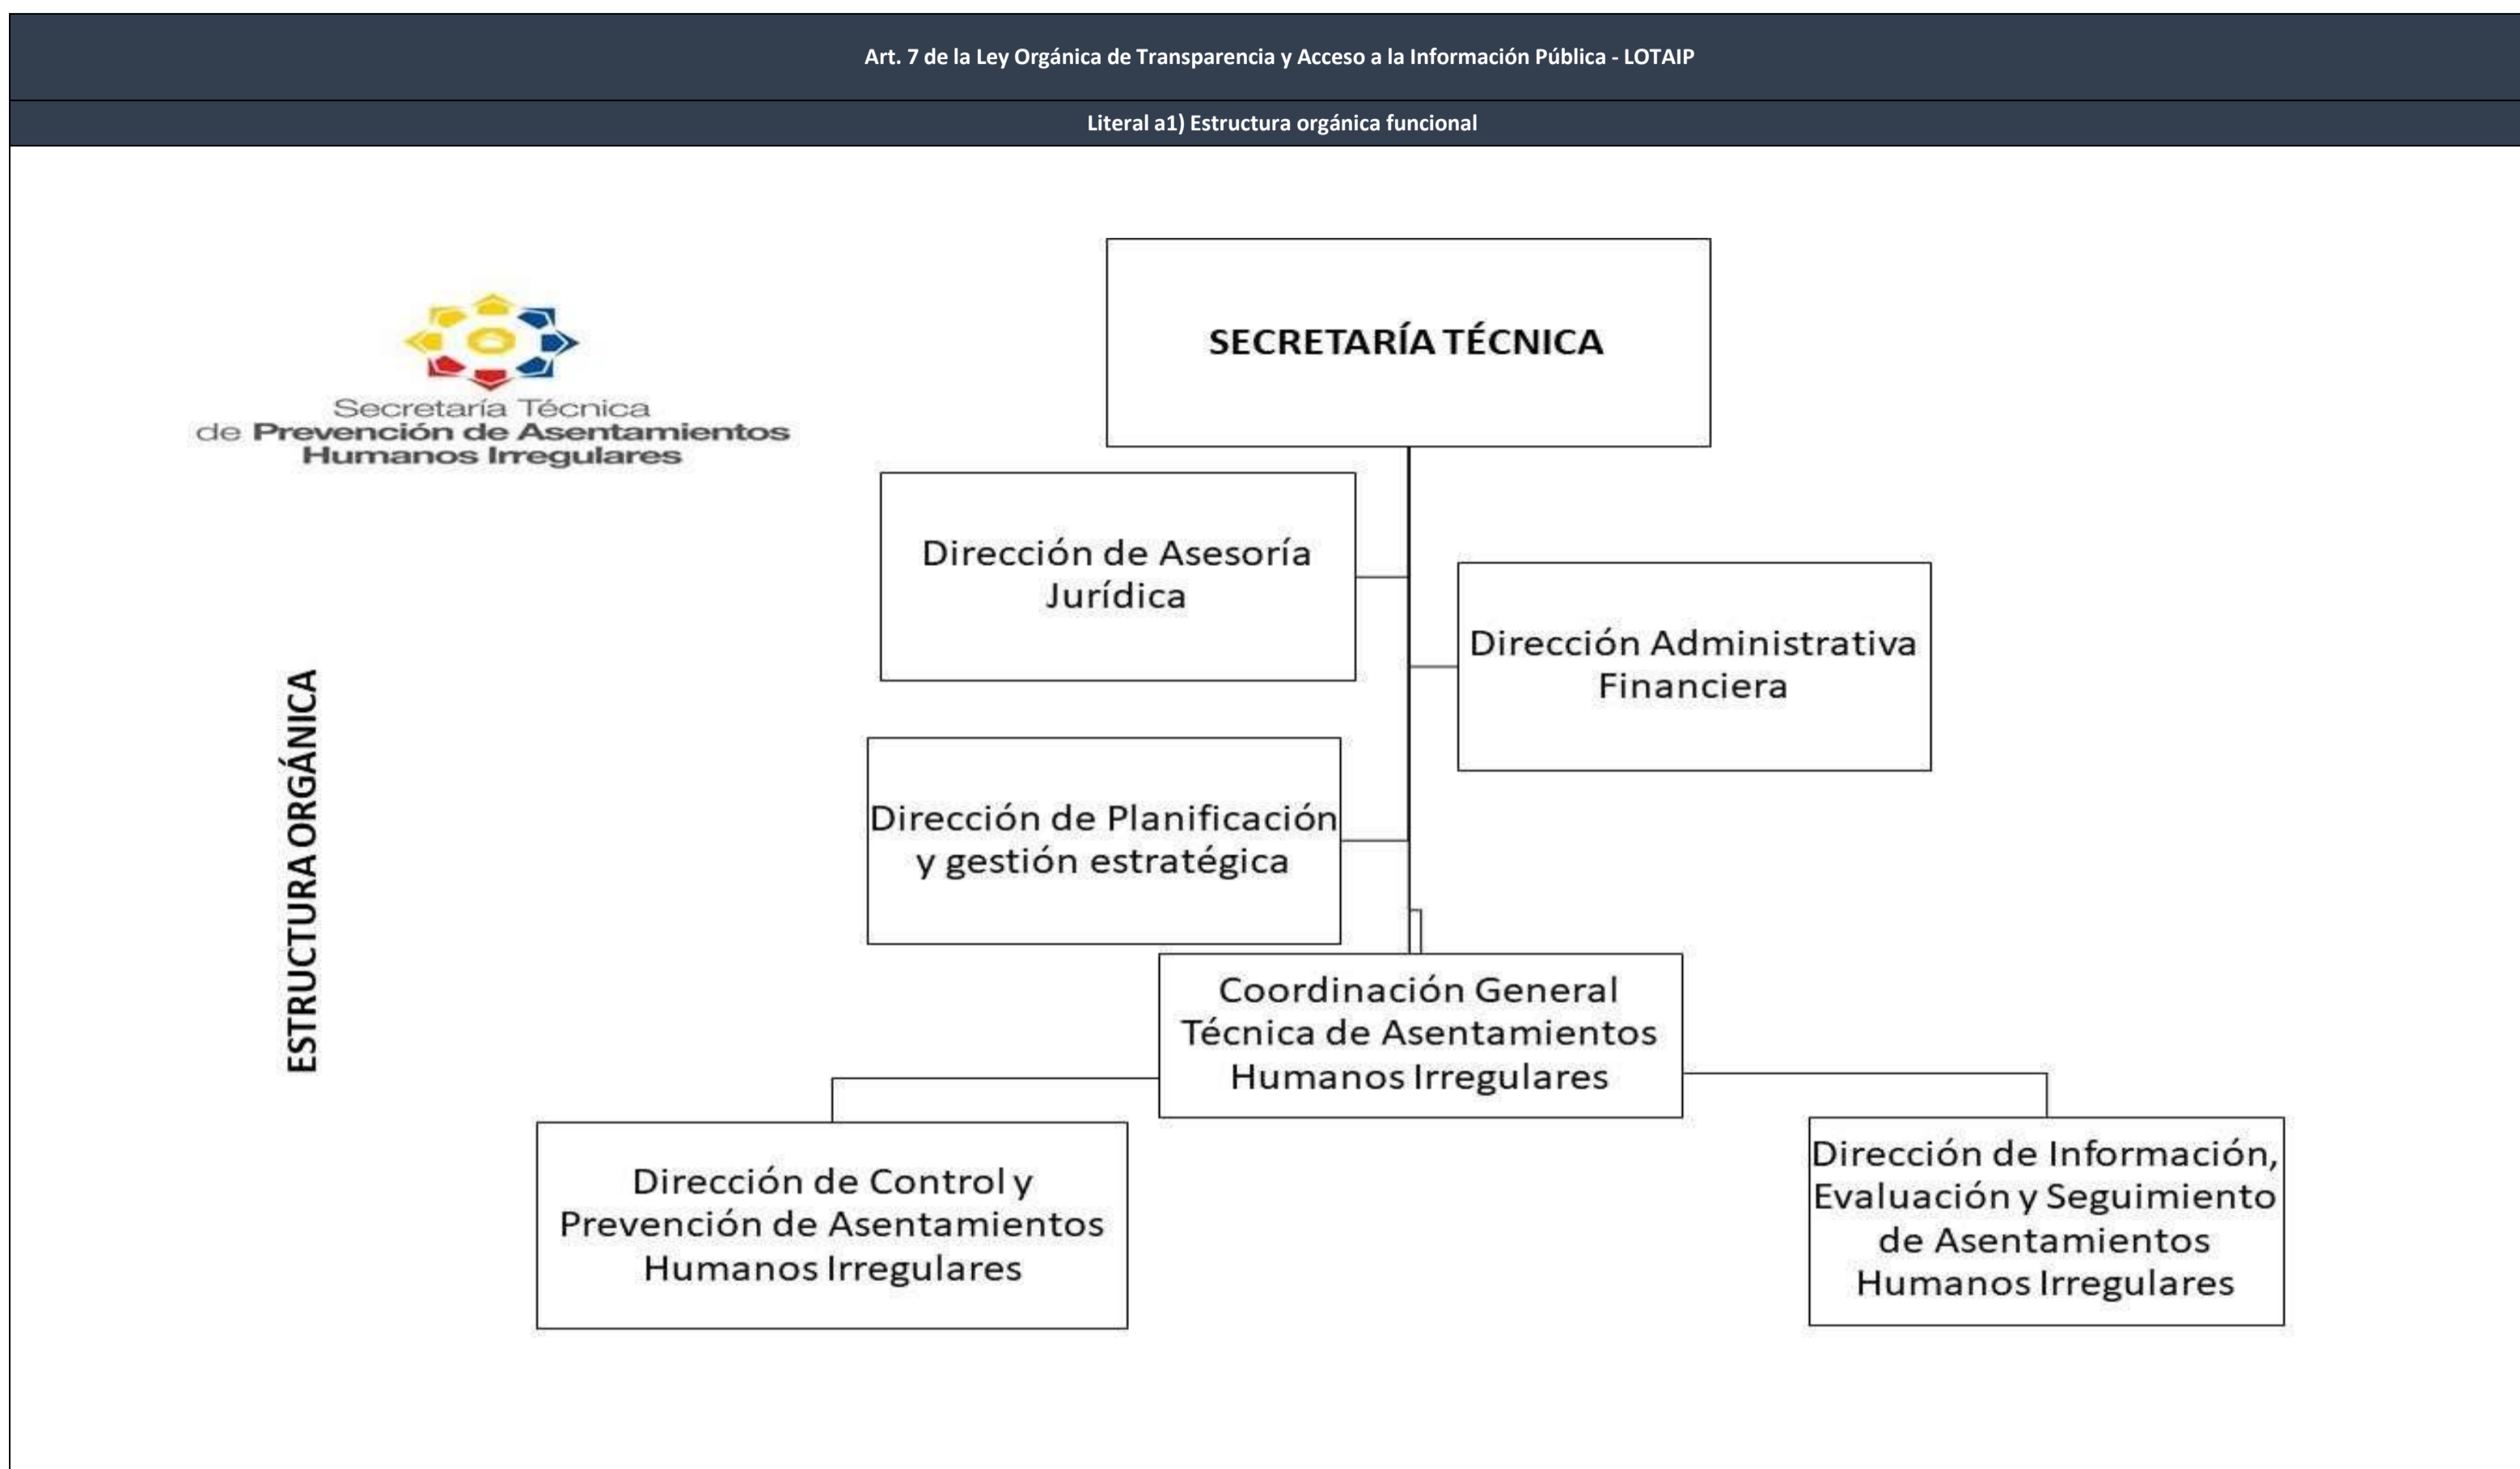 Art. 7 de la Ley Orgánica de Transparencia y Acceso a la Información Pública - LOTAIP
Literal a1) Estructura orgánica funcional
Secretaría Técnica
de Prevención de Asentamientos
Humanos Irregulares
ESTRUCTURA ORGÁNICA
SECRETARÍA TÉCNICA
Dirección de Asesoría
Jurídica
Dirección Administrativa
Financiera
Dirección de Planificación
y gestión estratégica
Coordinación General
Técnica de Asentamientos
Humanos Irregulares
Dirección de Control y
Prevención de Asentamientos
Humanos Irregulares
Dirección de Información,
Evaluación y Seguimiento
de Asentamientos
Humanos Irregulares